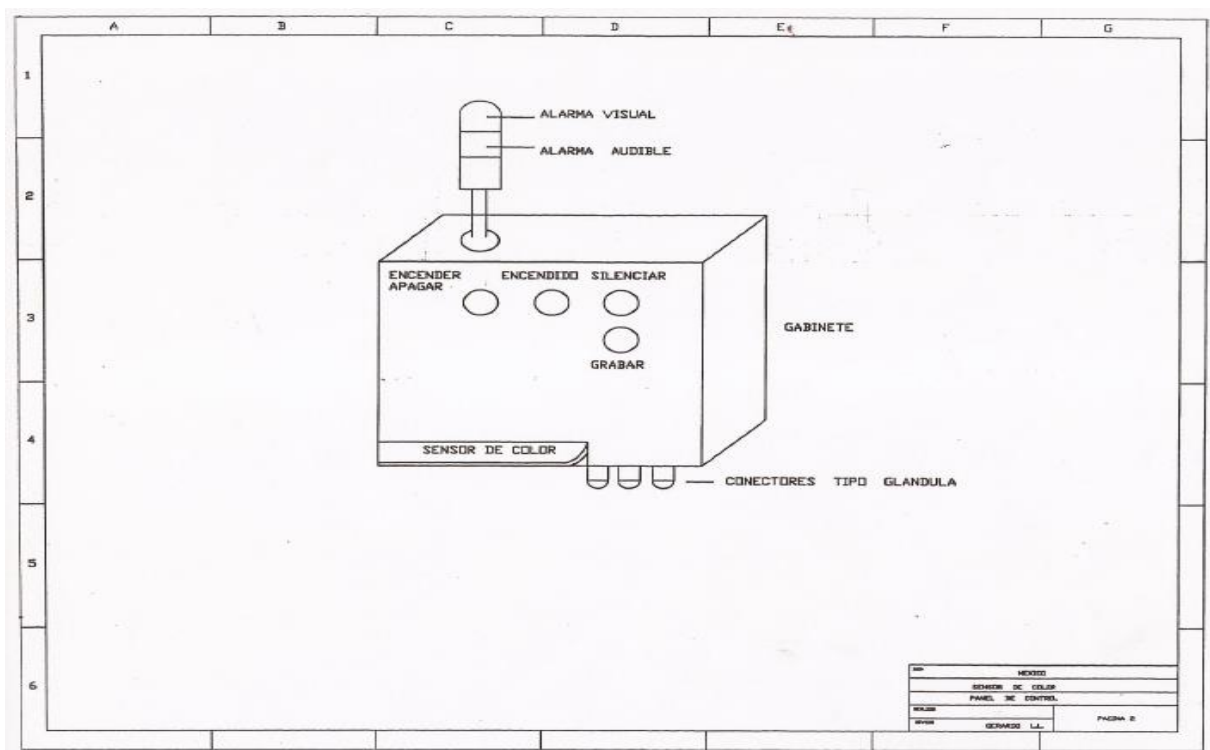 A B C D E F G
1
2
3
4
5
6
ALARMA VISUAL
ALARMA AUDIBLE
ENCENDER
APAGAR
ENCENDIDO
SILENCIAR
GRABAR
GABINETE
SENSOR DE COLOR
CONECTORES TIPO GLANDULA
MEXICO
SENSOR DE COLOR
PANEL DE CONTROL
GERARDO L.L.
PAGINA 2